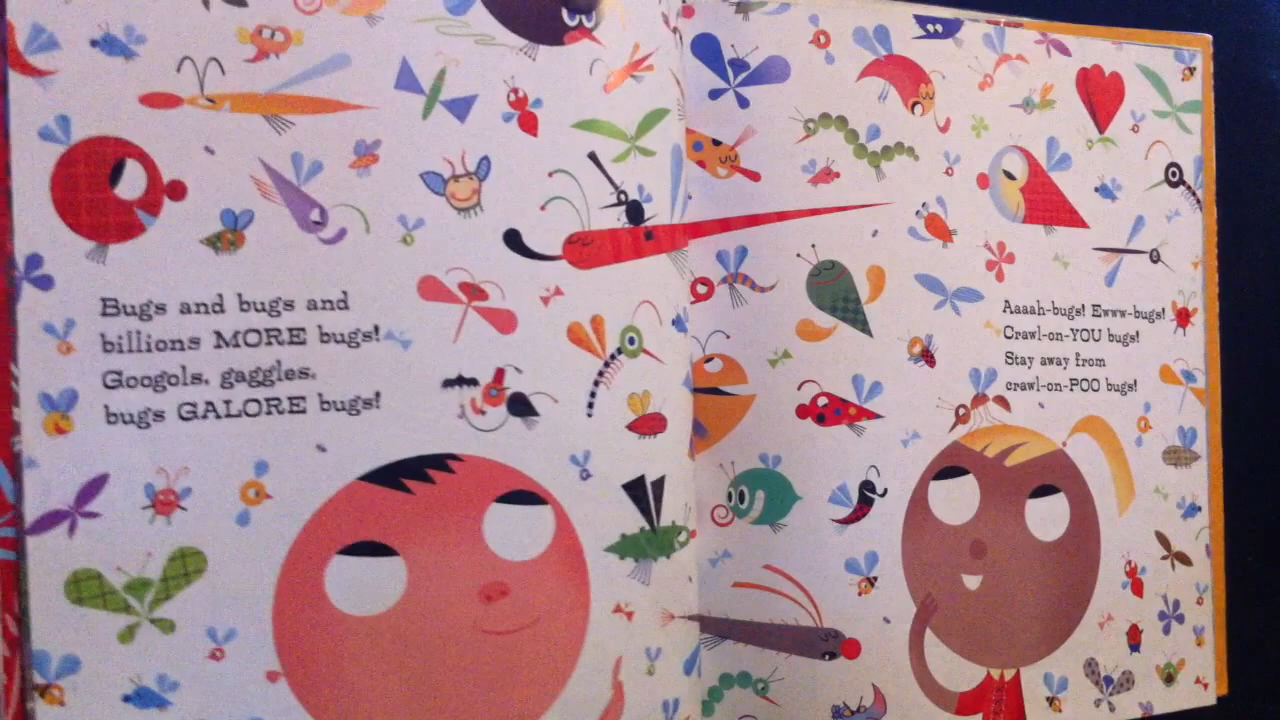 Bugs and bugs and
billions MORE bugs!
Googols, gaggles,
bugs GALORE bugs!
Aaaah-bugs! Ewww-bugs!
Crawl-on-YOU bugs!
Stay away from
crawl-on-POO bugs!